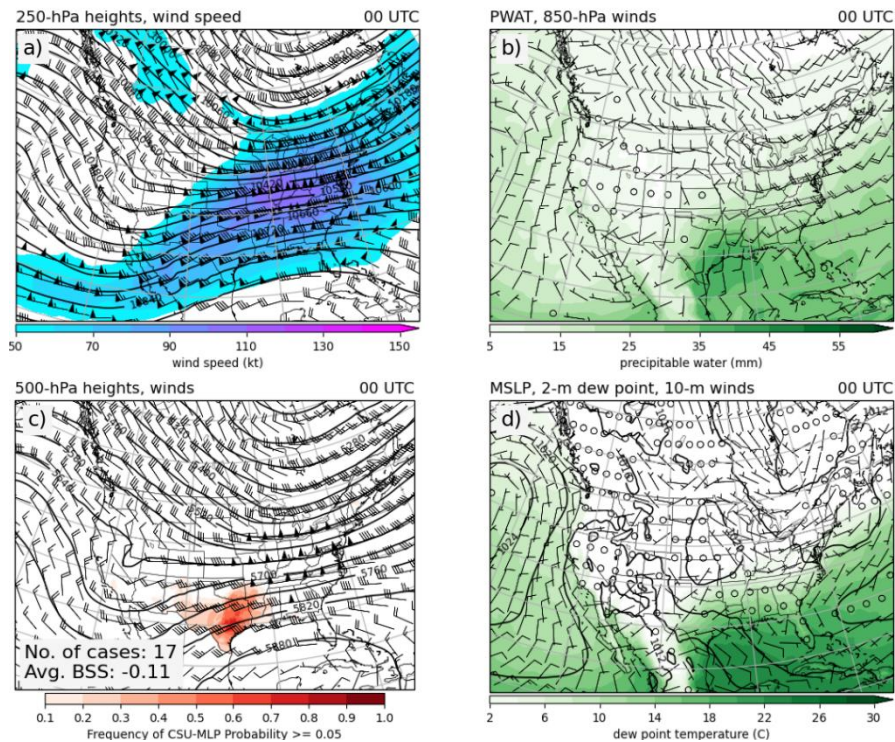 250-hPa heights, wind speed 00 UTC
a)
50 70 90 110 130 150
wind speed (kt)
PWAT, 850-hPa winds 00 UTC
b)
5 15 25 35 45 55
precipitable water (mm)
500-hPa heights, winds 00 UTC
c)
5760
5820
5880
No. of cases: 17
Avg. BSS: -0.11
0.1 0.2 0.3 0.4 0.5 0.6 0.7 0.8 0.9 1.0
Frequency of CSU-MLP Probability >= 0.05
MSLP, 2-m dew point, 10-m winds 00 UTC
d)
1012
1024
2 6 10 14 18 22 26 30
dew point temperature (C)